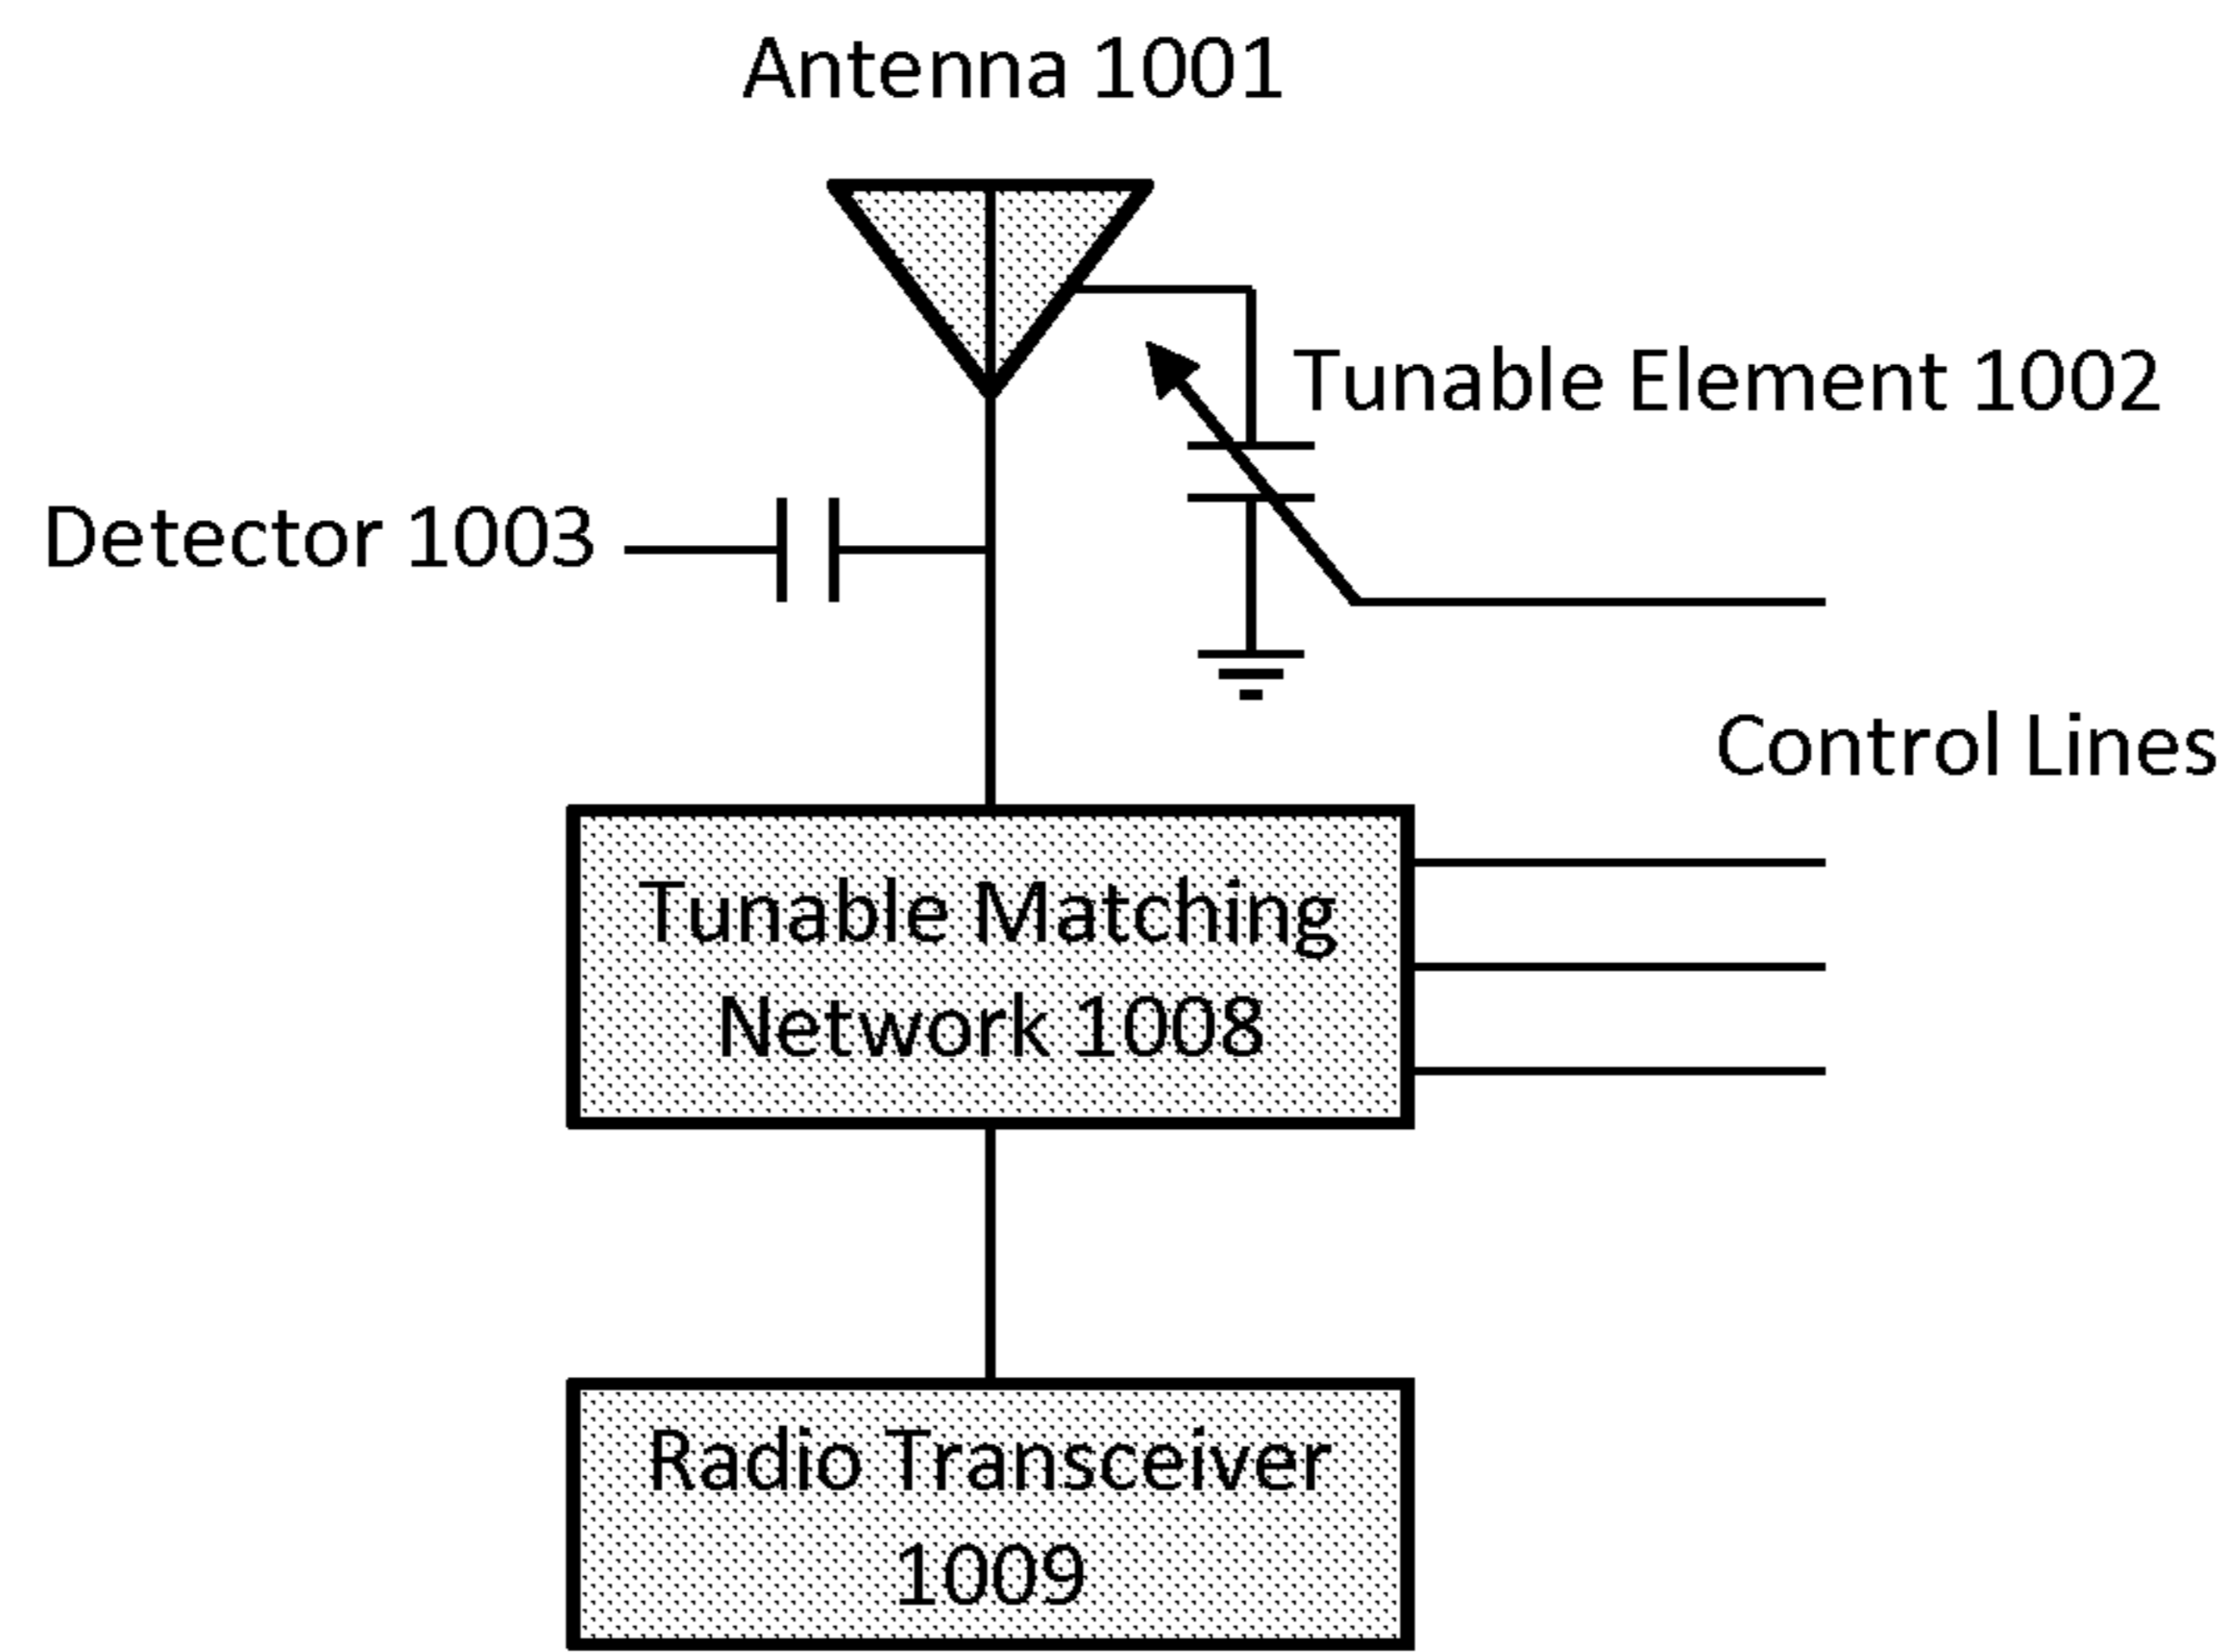 Antenna 1001
Tunable Element 1002
Detector 1003
Control Lines
Tunable Matching
Network 1008
Radio Transceiver
1009